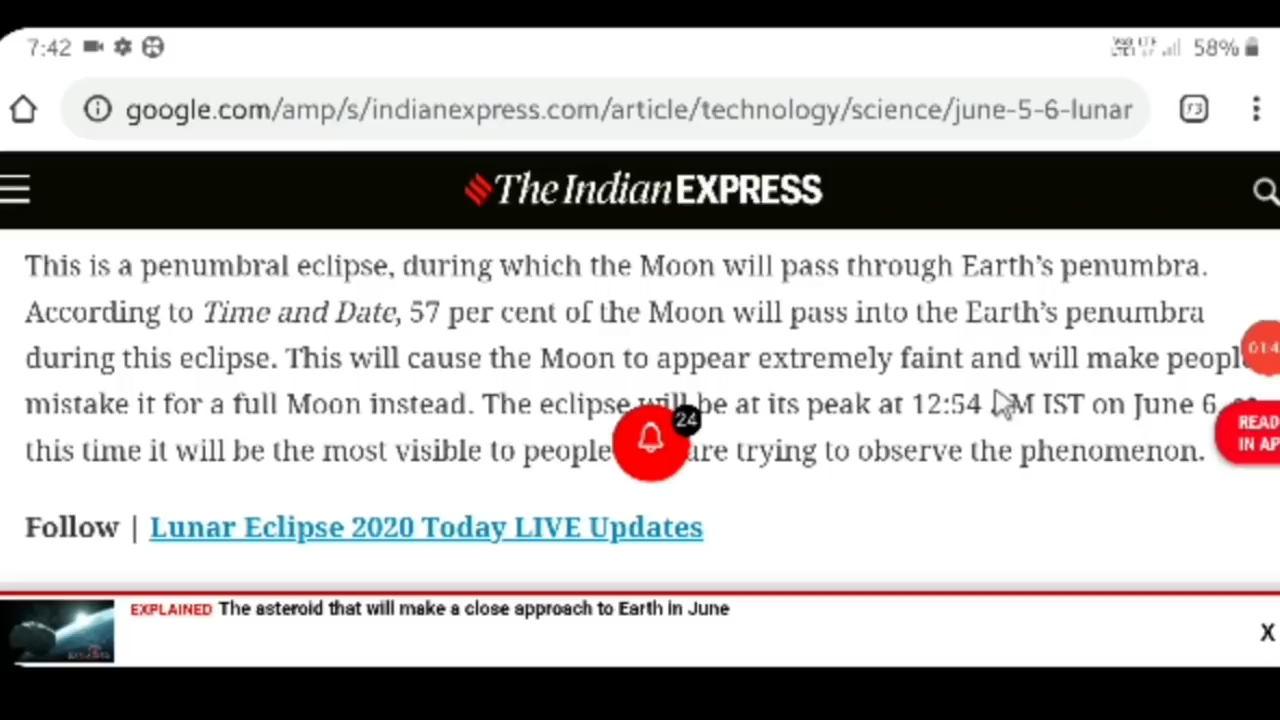 7:42
58%
google.com/amp/s/indianexpress.com/article/technology/science/june-5-6-lunar
73
The Indian EXPRESS
This is a penumbral eclipse, during which the Moon will pass through Earth’s penumbra.
According to Time and Date, 57 per cent of the Moon will pass into the Earth’s penumbra
during this eclipse. This will cause the Moon to appear extremely faint and will make
01:4
mistake it for a full Moon instead. The eclipse will be at its peak at 12:54 IST on June 6,
24
READ
IN AP
this time it will be the most visible to people are trying to observe the phenomenon.
Follow | Lunar Eclipse 2020 Today LIVE Updates
EXPLAINED The asteroid that will make a close approach to Earth in June
X